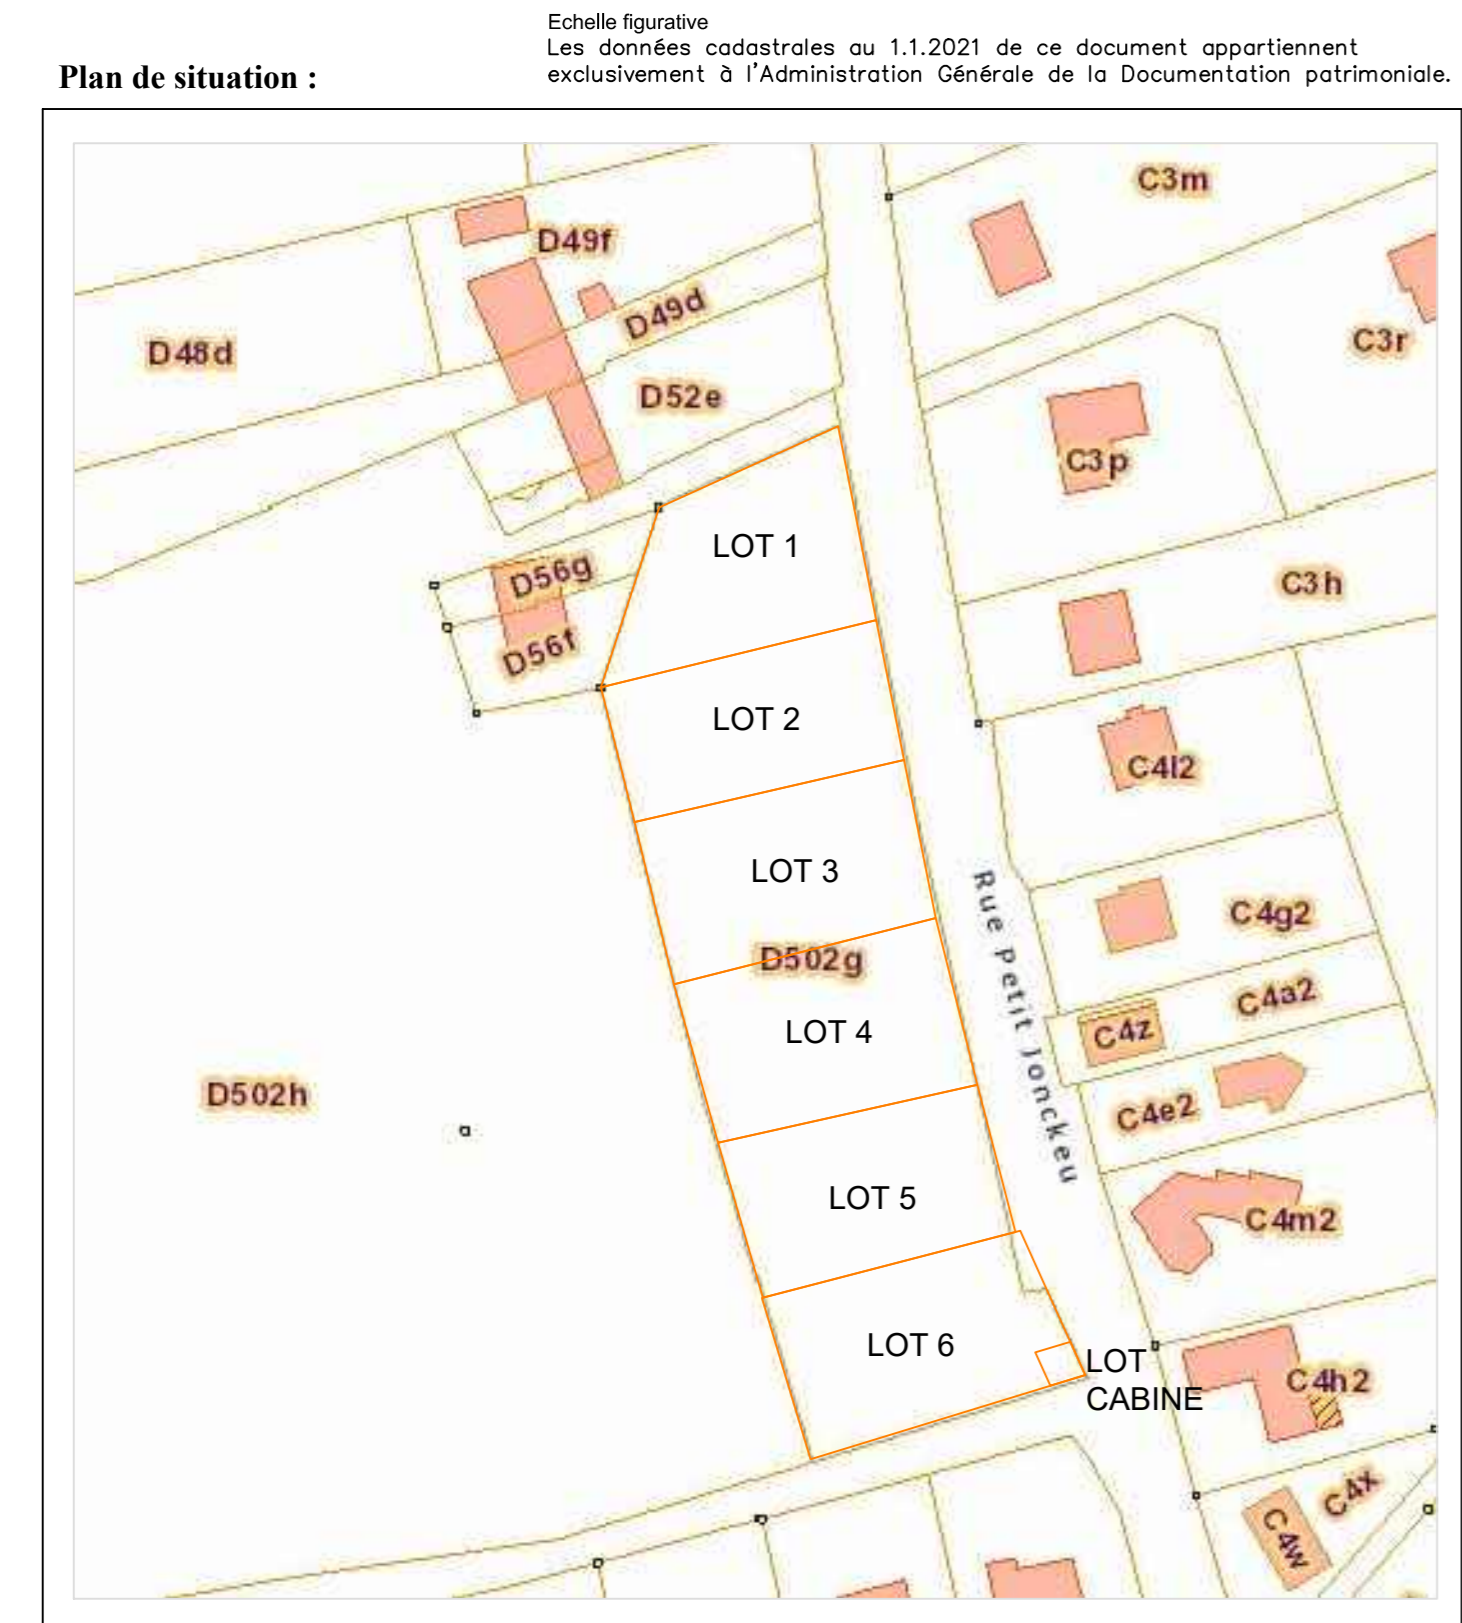 Echelle figurative
Les données cadastrales au 1.1.2021 de ce document appartiennent
exclusivement à l'Administration Générale de la Documentation patrimoniale.
Plan de situation :
C3m
D49f
D49d
D48d
C3r
D52e
C3p
LOT 1
D56g
C3h
D56f
LOT 2
C4l2
LOT 3
Rue Petit Jonckeu
C4g2
D502g
C4a2
LOT 4
C4z
D502h
C4e2
LOT 5
C4m2
LOT 6
LOT
CABINE
C4h2
C4x
C4w